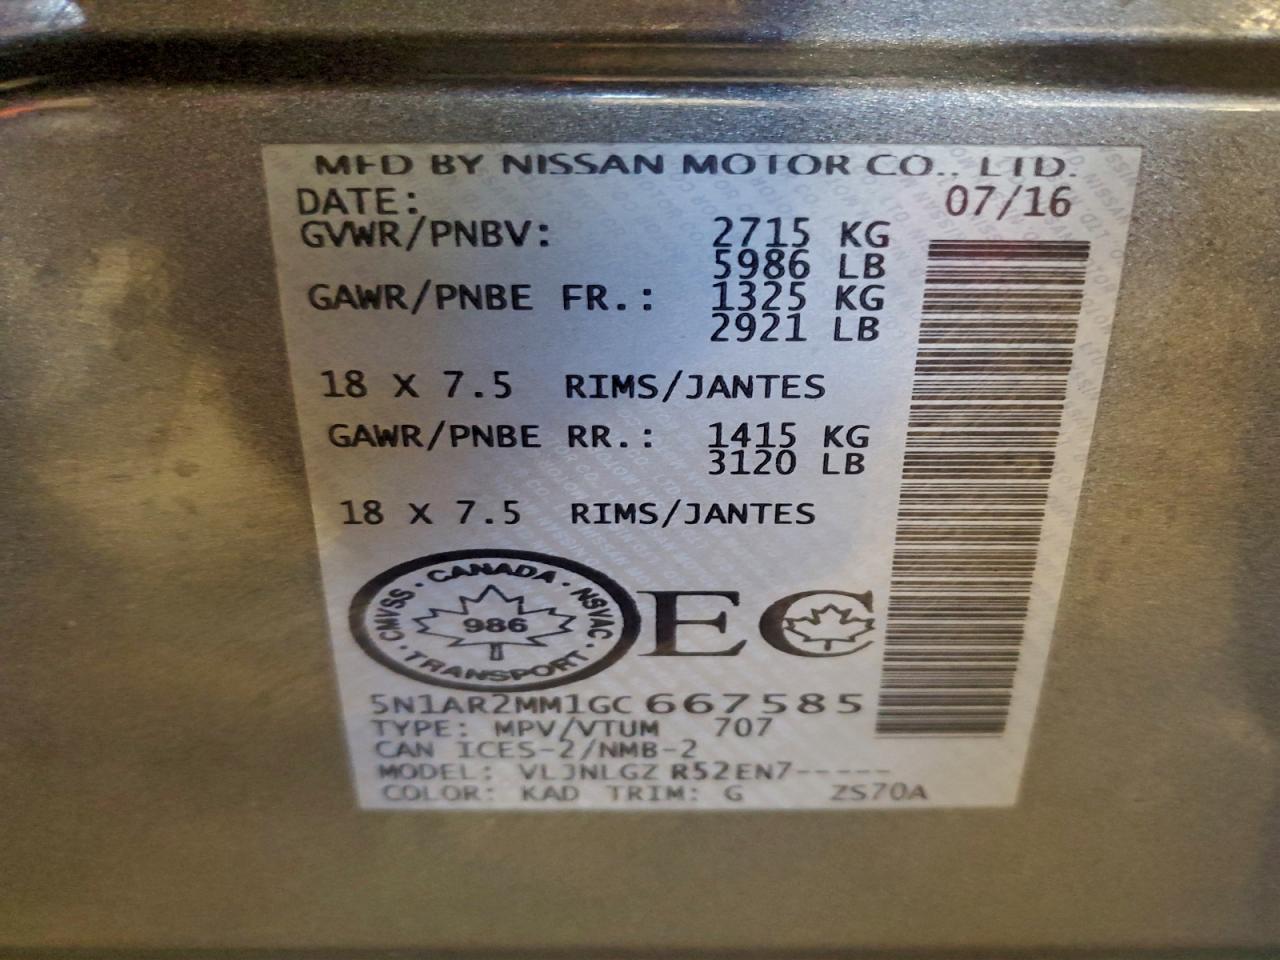 MFD BY NISSAN MOTOR CO., LTD.
DATE: 07/16
GVWR/PNBV: 2715 KG
5986 LB
GAWR/PNBE FR.: 1325 KG
2921 LB
18 X 7.5 RIMS/JANTES
GAWR/PNBE RR.: 1415 KG
3120 LB
18 X 7.5 RIMS/JANTES
CANADA · NSVAC · TRANSPORT · CMVSS ·
986
EC
5N1AR2MM1GC667585
TYPE: MPV/VTUM 707
CAN ICES-2/NMB-2
MODEL: VLJNLGZ R52EN7-----
COLOR: KAD TRIM: G ZS70A